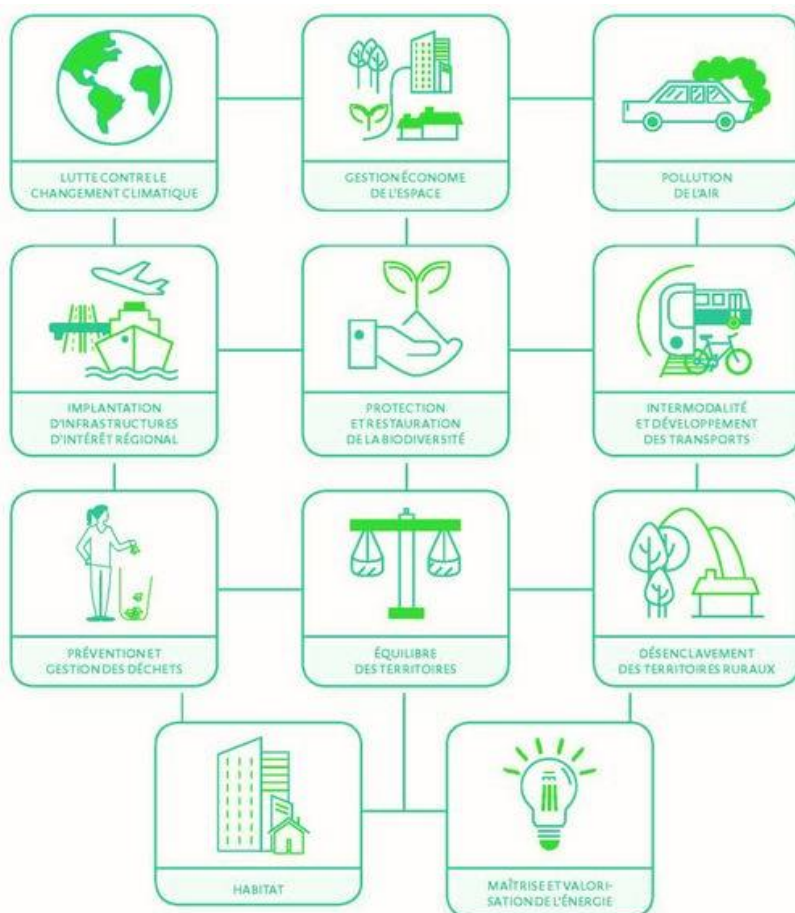 LUTTE CONTRE LE
CHANGEMENT CLIMATIQUE
GESTION ÉCONOME
DE L'ESPACE
POLLUTION
DE L'AIR
IMPLANTATION
D'INFRASTRUCTURES
D'INTÉRÊT RÉGIONAL
PROTECTION
ET RESTAURATION
DE LA BIODIVERSITÉ
INTERMODALITÉ
ET DÉVELOPPEMENT
DES TRANSPORTS
PRÉVENTION ET
GESTION DES DÉCHETS
ÉQUILIBRE
DES TERRITOIRES
DÉSENCLAVEMENT
DES TERRITOIRES RURAUX
HABITAT
MAÎTRISE ET VALORI-
SATION DE L'ÉNERGIE